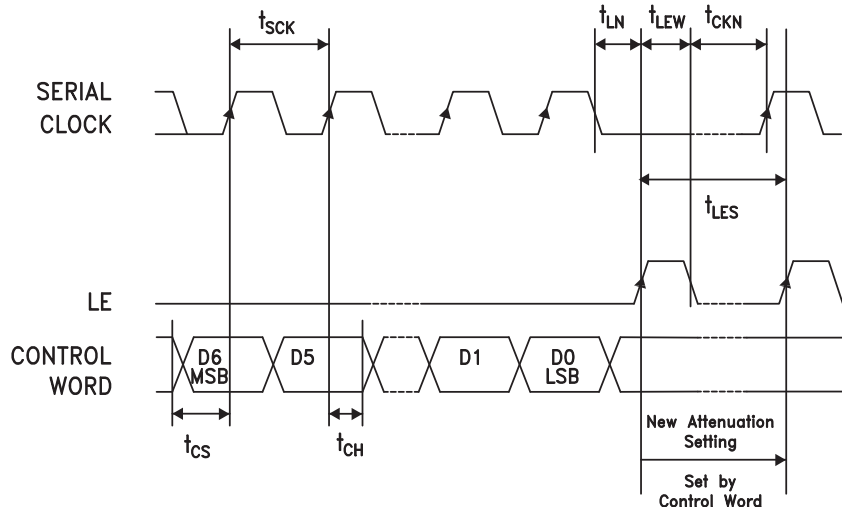 tSCK
tLN
tLEW
tCKN
SERIAL
CLOCK
tLES
LE
CONTROL
WORD
D6
MSB
D5
D1
D0
LSB
tCS
tCH
New Attenuation
Setting
Set by
Control Word